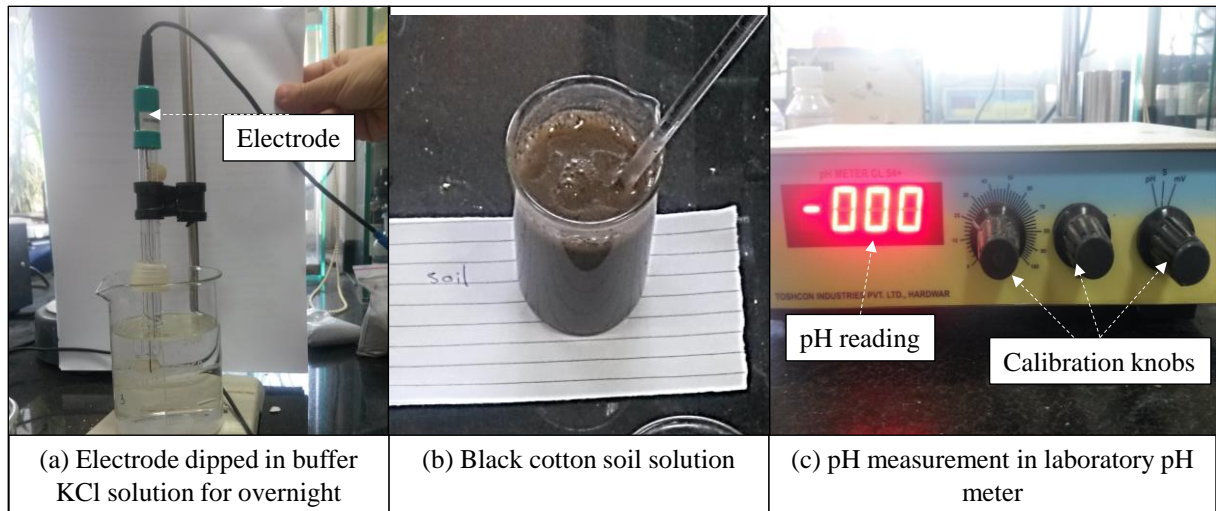 Electrode
soil
pH METER CL 54+
-000
pH
mV
TOSHCON INDUSTRIES PVT. LTD., HARDWAR
pH reading
Calibration knobs
(a) Electrode dipped in buffer
KCl solution for overnight
(b) Black cotton soil solution
(c) pH measurement in laboratory pH
meter